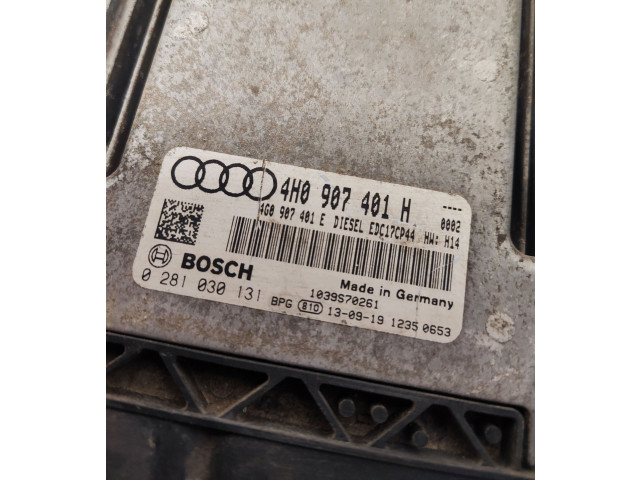 4H0 907 401 H
----
4G0 907 401 E DIESEL EDC17CP44 HW: H14
0002
BOSCH
Made in Germany
0 281 030 131
1039S70261
BPG 810 13-09-19 1235 0653